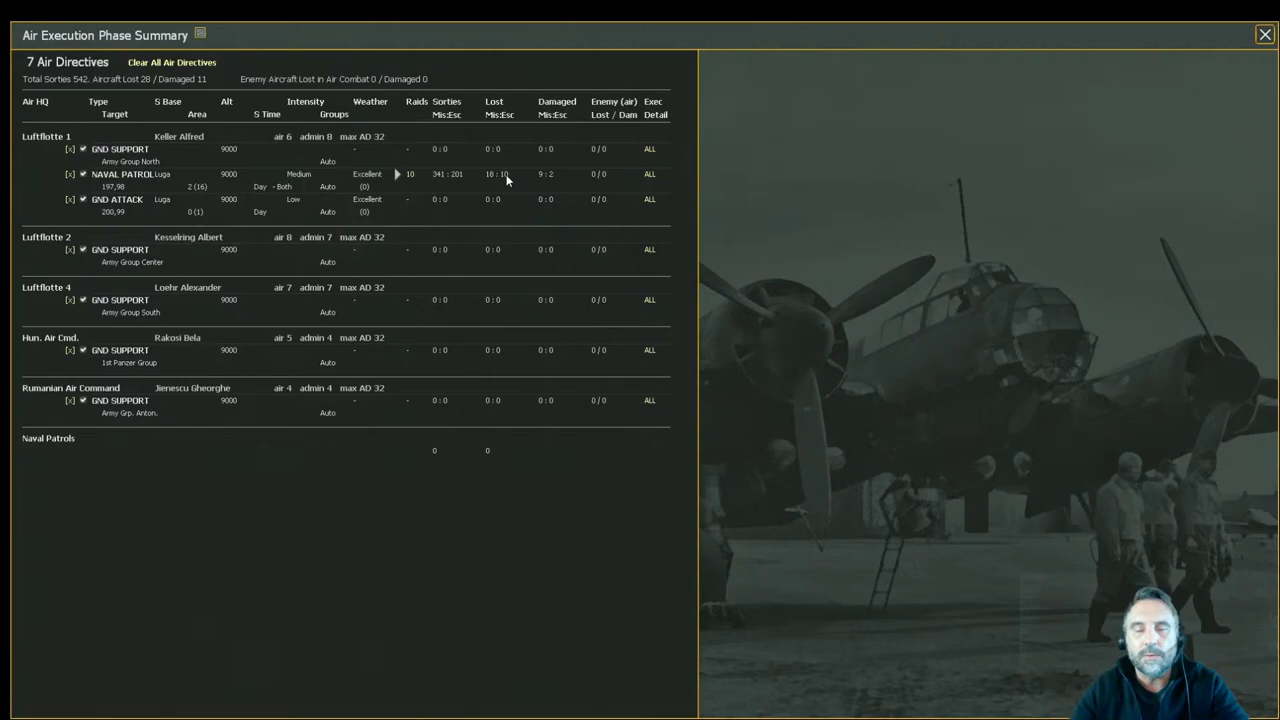 Air Execution Phase Summary
7 Air Directives Clear All Air Directives
Total Sorties 542. Aircraft Lost 28 / Damaged 11 Enemy Aircraft Lost in Air Combat 0 / Damaged 0
Air HQ Type S Base Alt Intensity Weather Raids Sorties Lost Damaged Enemy (air) Exec
Target Area S Time Groups Mis:Esc Mis:Esc Mis:Esc Lost / Dam Detail
Luftflotte 1 Keller Alfred air 6 admin 8 max AD 32
[x] GND SUPPORT 9000 - - 0 : 0 0 : 0 0 : 0 0 / 0 ALL
Army Group North Auto
[x] NAVAL PATROL Luga 9000 Medium Excellent 10 341 : 201 18 : 10 9 : 2 0 / 0 ALL
197,98 2 (16) Day - Both Auto (0)
[x] GND ATTACK Luga 9000 Low Excellent - 0 : 0 0 : 0 0 : 0 0 / 0 ALL
200,99 0 (1) Day Auto (0)
Luftflotte 2 Kesselring Albert air 8 admin 7 max AD 32
[x] GND SUPPORT 9000 - - 0 : 0 0 : 0 0 : 0 0 / 0 ALL
Army Group Center Auto
Luftflotte 4 Loehr Alexander air 7 admin 7 max AD 32
[x] GND SUPPORT 9000 - - 0 : 0 0 : 0 0 : 0 0 / 0 ALL
Army Group South Auto
Hun. Air Cmd. Rakosi Bela air 5 admin 4 max AD 32
[x] GND SUPPORT 9000 - - 0 : 0 0 : 0 0 : 0 0 / 0 ALL
1st Panzer Group Auto
Rumanian Air Command Jienescu Gheorghe air 4 admin 4 max AD 32
[x] GND SUPPORT 9000 - - 0 : 0 0 : 0 0 : 0 0 / 0 ALL
Army Grp. Anton. Auto
Naval Patrols
0 0